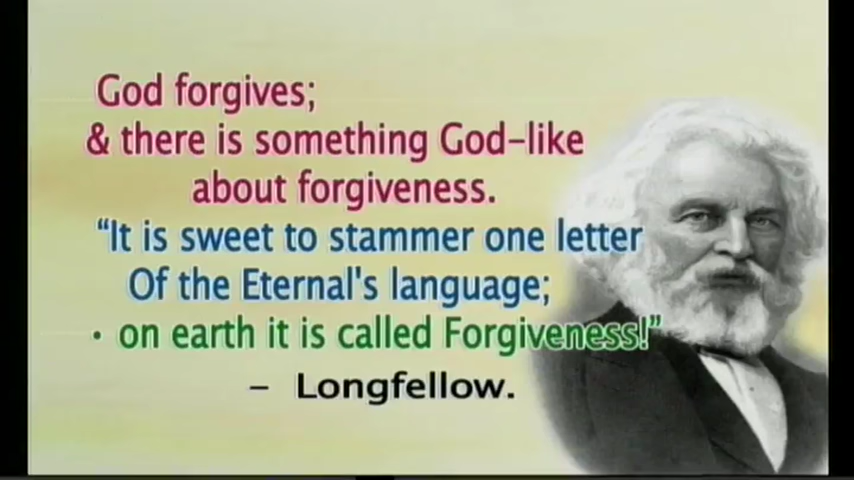 God forgives;
& there is something God-like
about forgiveness.
“It is sweet to stammer one letter
Of the Eternal's language;
· on earth it is called Forgiveness!”
- Longfellow.